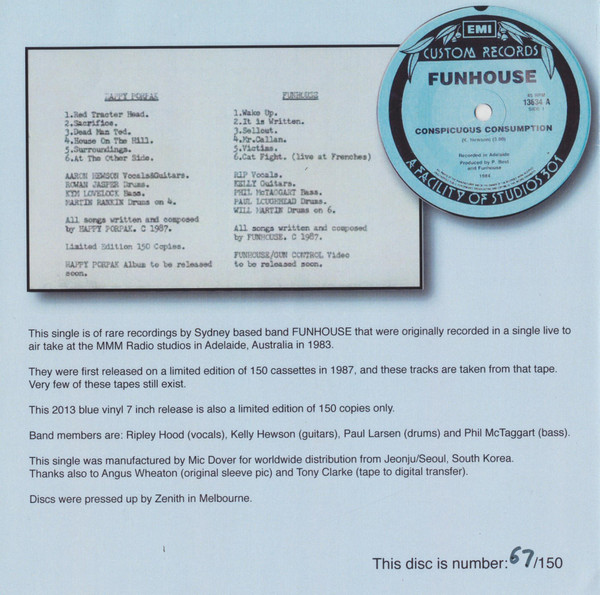 EMI
CUSTOM RECORDS
FUNHOUSE
45 RPM
13634 A
SIDE 1
CONSPICUOUS CONSUMPTION
(K. Hewson)
Recorded in Adelaide
Produced by P. Reid
and Funhouse
1984
A FACILITY OF STUDIOS 301
HAPPY PORPAK
1.Red Tracter Head.
2.Sacrifice.
3.Dead Man Ted.
4.House On The Hill.
5.Surroundings.
6.At The Other Side.
AARON HEWSON Vocals&Guitars.
ROWAN JASPER Drums.
KYM LOVELOCK Bass.
MARTIN RANKIN Drums on 4.
All songs written and composed
by HAPPY PORPAK. C 1987.
Limited Edition 150 Copies.
HAPPY PORPAK Album to be released
soon.
FUNHOUSE
1.Wake Up.
2.It is Written.
3.Sellout.
4.Mr.Callan.
5.Victims.
6.Cat Fight. (live at Frenches)
RIP Vocals.
KELLY Guitars.
PHIL McTAGGART Bass.
PAUL LOUGHHEAD Drums.
WILL MARTIN Drums on 6.
All songs written and composed
by FUNHOUSE. C 1987.
FUNHOUSE/GUN CONTROL Video
to be released soon.
This single is of rare recordings by Sydney based band FUNHOUSE that were originally recorded in a single live to
air take at the MMM Radio studios in Adelaide, Australia in 1983.
They were first released on a limited edition of 150 cassettes in 1987, and these tracks are taken from that tape.
Very few of these tapes still exist.
This 2013 blue vinyl 7 inch release is also a limited edition of 150 copies only.
Band members are: Ripley Hood (vocals), Kelly Hewson (guitars), Paul Larsen (drums) and Phil McTaggart (bass).
This single was manufactured by Mic Dover for worldwide distribution from Jeonju/Seoul, South Korea.
Thanks also to Angus Wheaton (original sleeve pic) and Tony Clarke (tape to digital transfer).
Discs were pressed up by Zenith in Melbourne.
This disc is number: 67/150